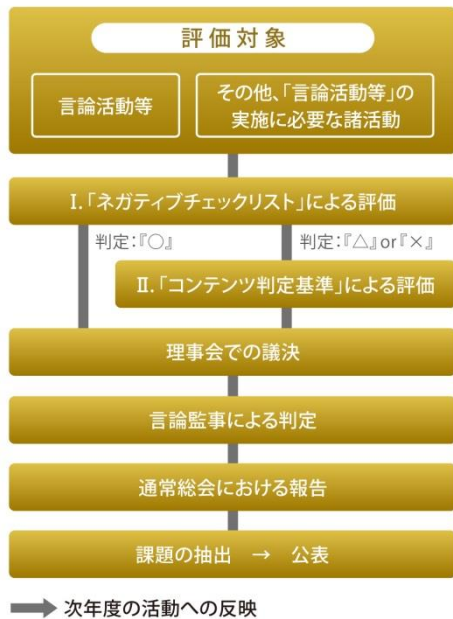 評価対象
言論活動等
その他、「言論活動等」の
実施に必要な諸活動
Ⅰ.「ネガティブチェックリスト」による評価
判定:『○』
判定:『△』or『×』
Ⅱ.「コンテンツ判定基準」による評価
理事会での議決
言論監事による判定
通常総会における報告
課題の抽出 → 公表
次年度の活動への反映